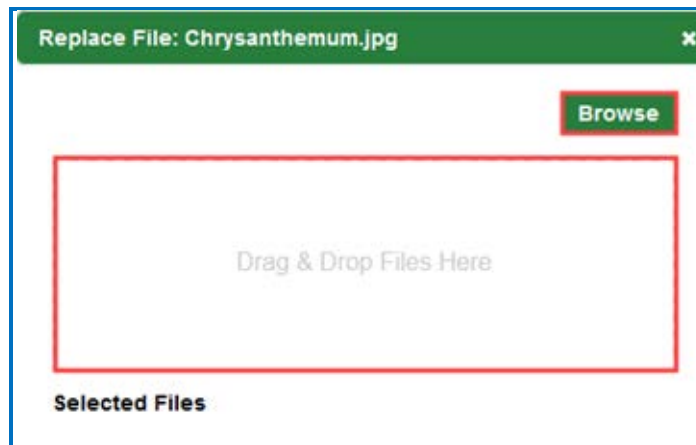 Replace File: Chrysanthemum.jpg ×
Browse
Drag & Drop Files Here
Selected Files